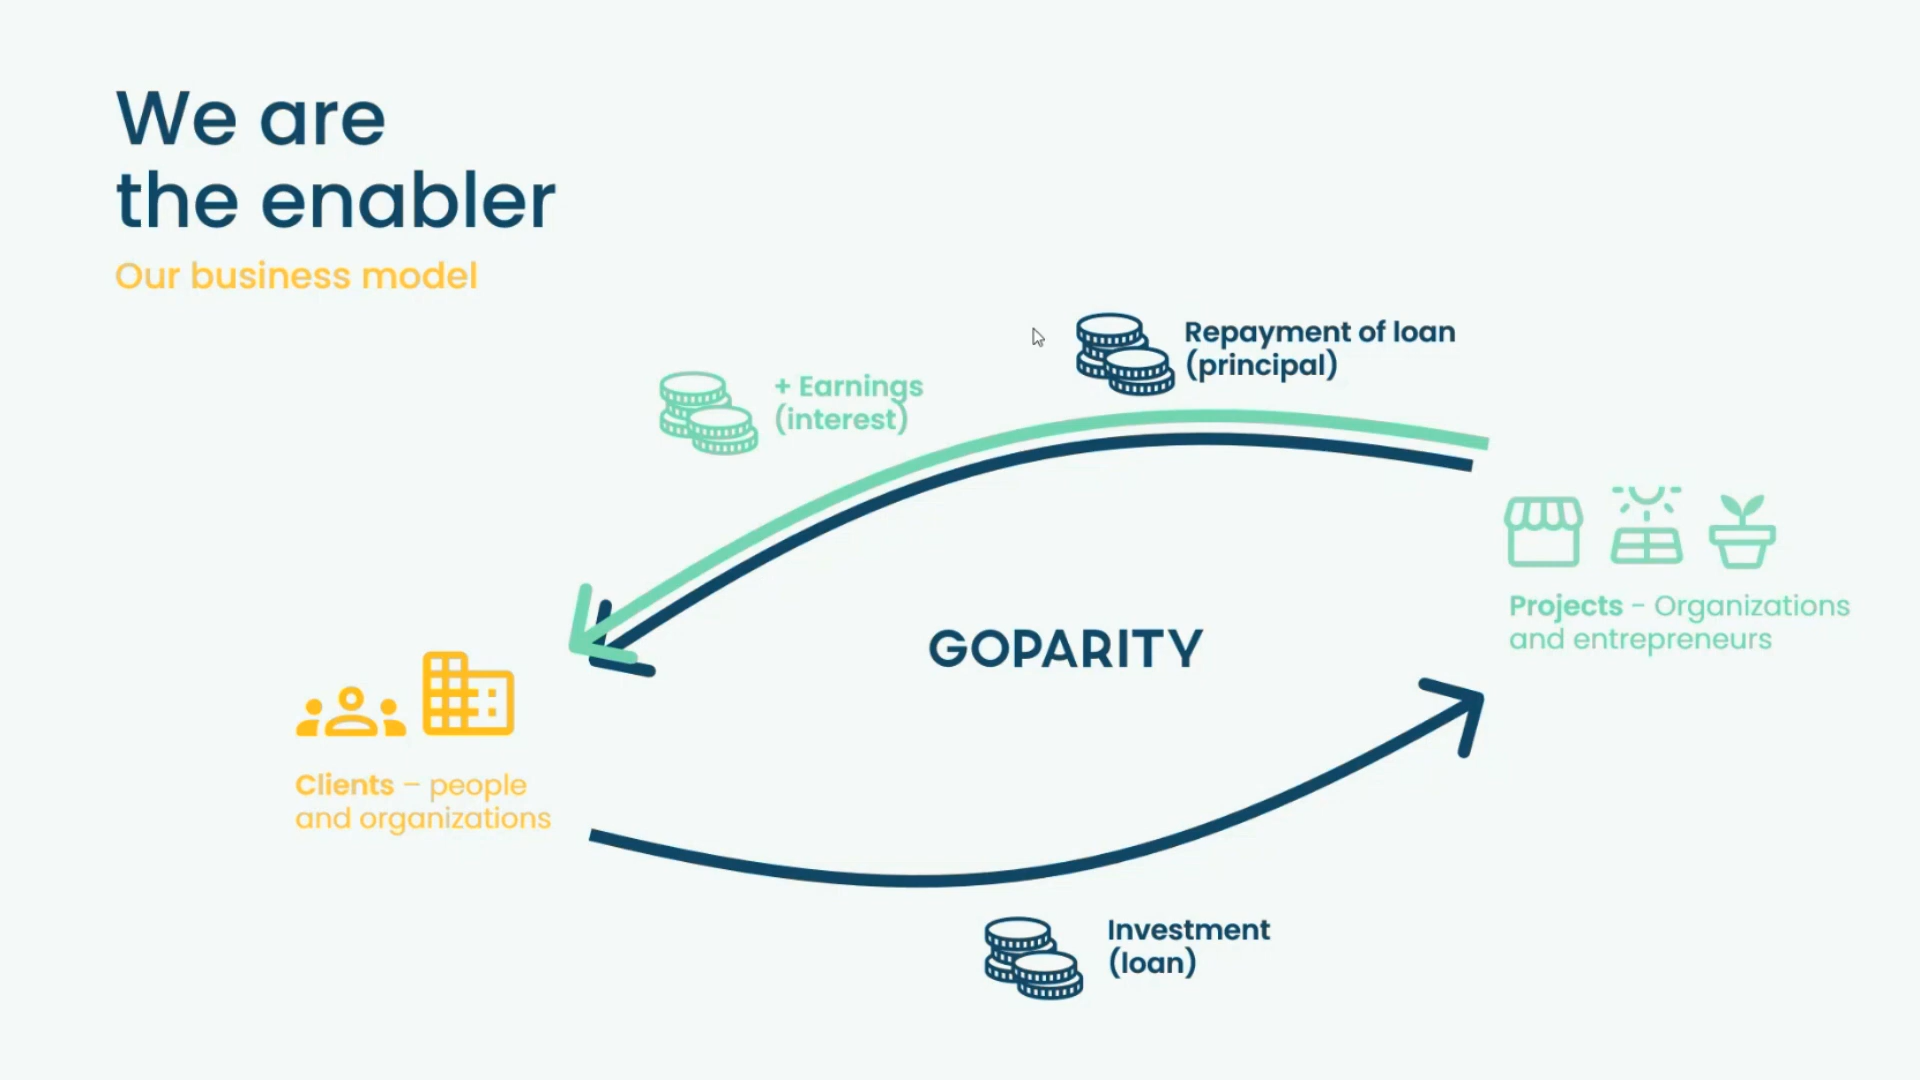 We are
the enabler
Our business model
Repayment of loan
(principal)
+ Earnings
(interest)
Projects - Organizations
and entrepreneurs
GOPARITY
Clients – people
and organizations
Investment
(loan)